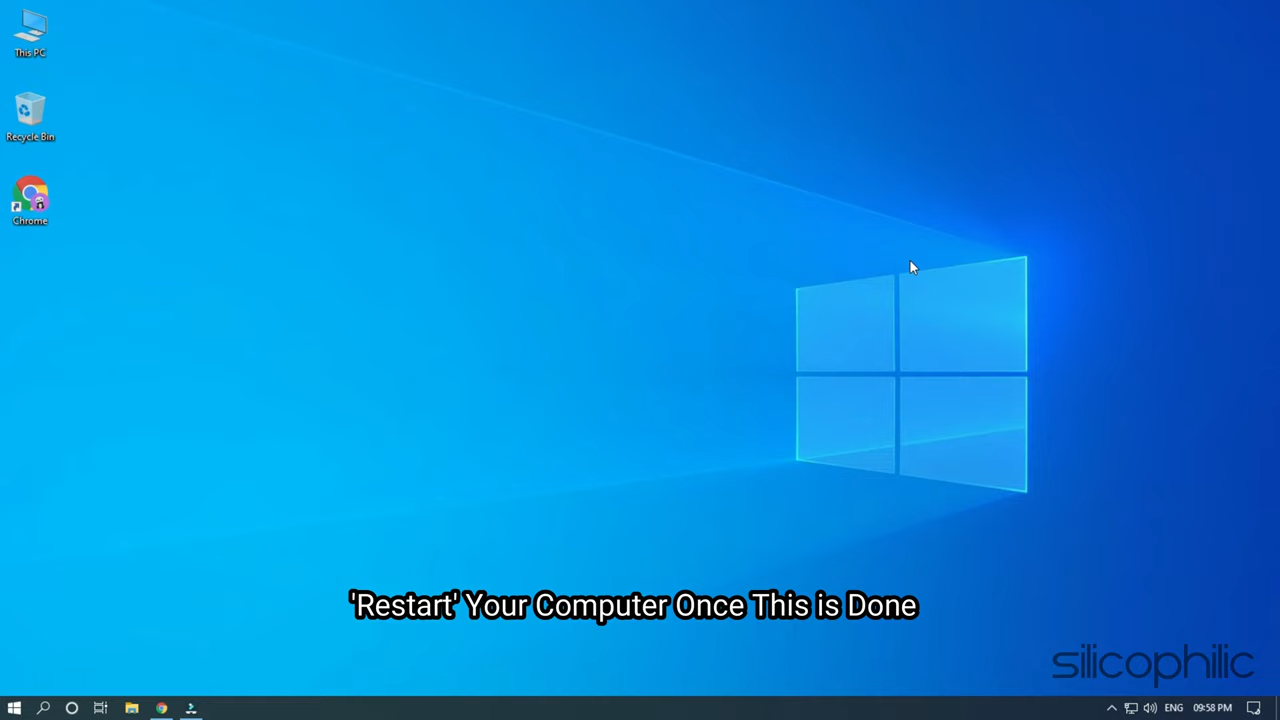 This PC
Recycle Bin
Chrome
'Restart' Your Computer Once This is Done
silicophilic
ENG
09:58 PM